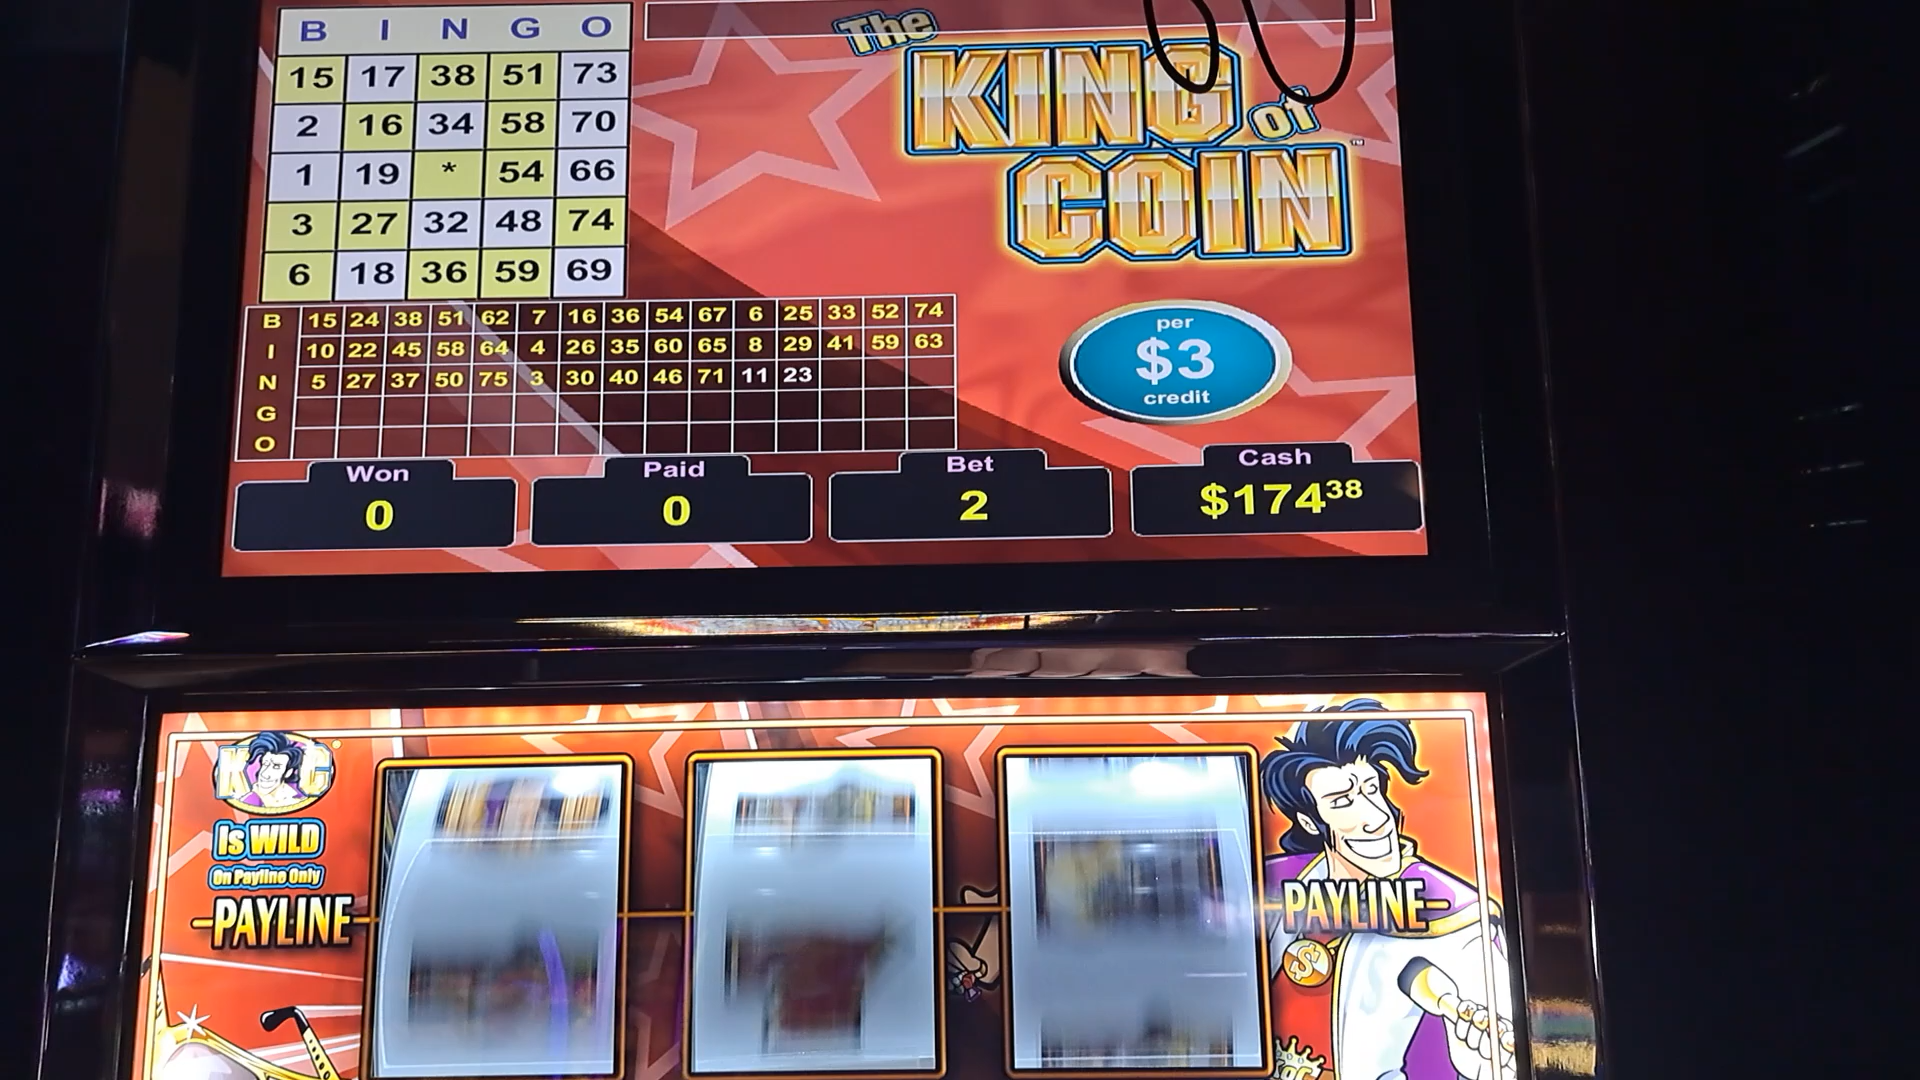 B I N G O
15 17 38 51 73
2 16 34 58 70
1 19 * 54 66
3 27 32 48 74
6 18 36 59 69
The
KING of
COIN™
B 15 24 38 51 62 7 16 36 54 67 6 25 33 52 74
I 10 22 45 58 64 4 26 35 60 65 8 29 41 59 63
N 5 27 37 50 75 3 30 40 46 71 11 23
G
O
per
$3
credit
Won Paid Bet Cash
0 0 2 $174.38
K C
Is WILD
On Payline Only
-PAYLINE- -PAYLINE-
$
KOC